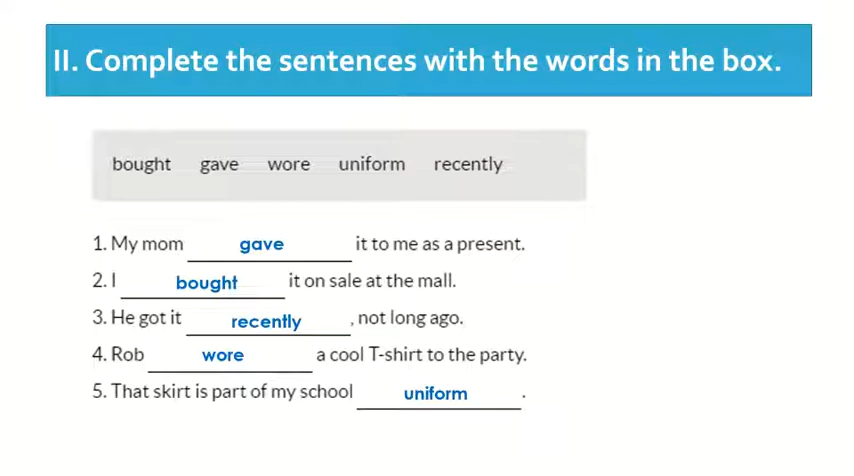 II. Complete the sentences with the words in the box.
bought gave wore uniform recently
1. My mom gave it to me as a present.
2. I bought it on sale at the mall.
3. He got it recently, not long ago.
4. Rob wore a cool T-shirt to the party.
5. That skirt is part of my school uniform.